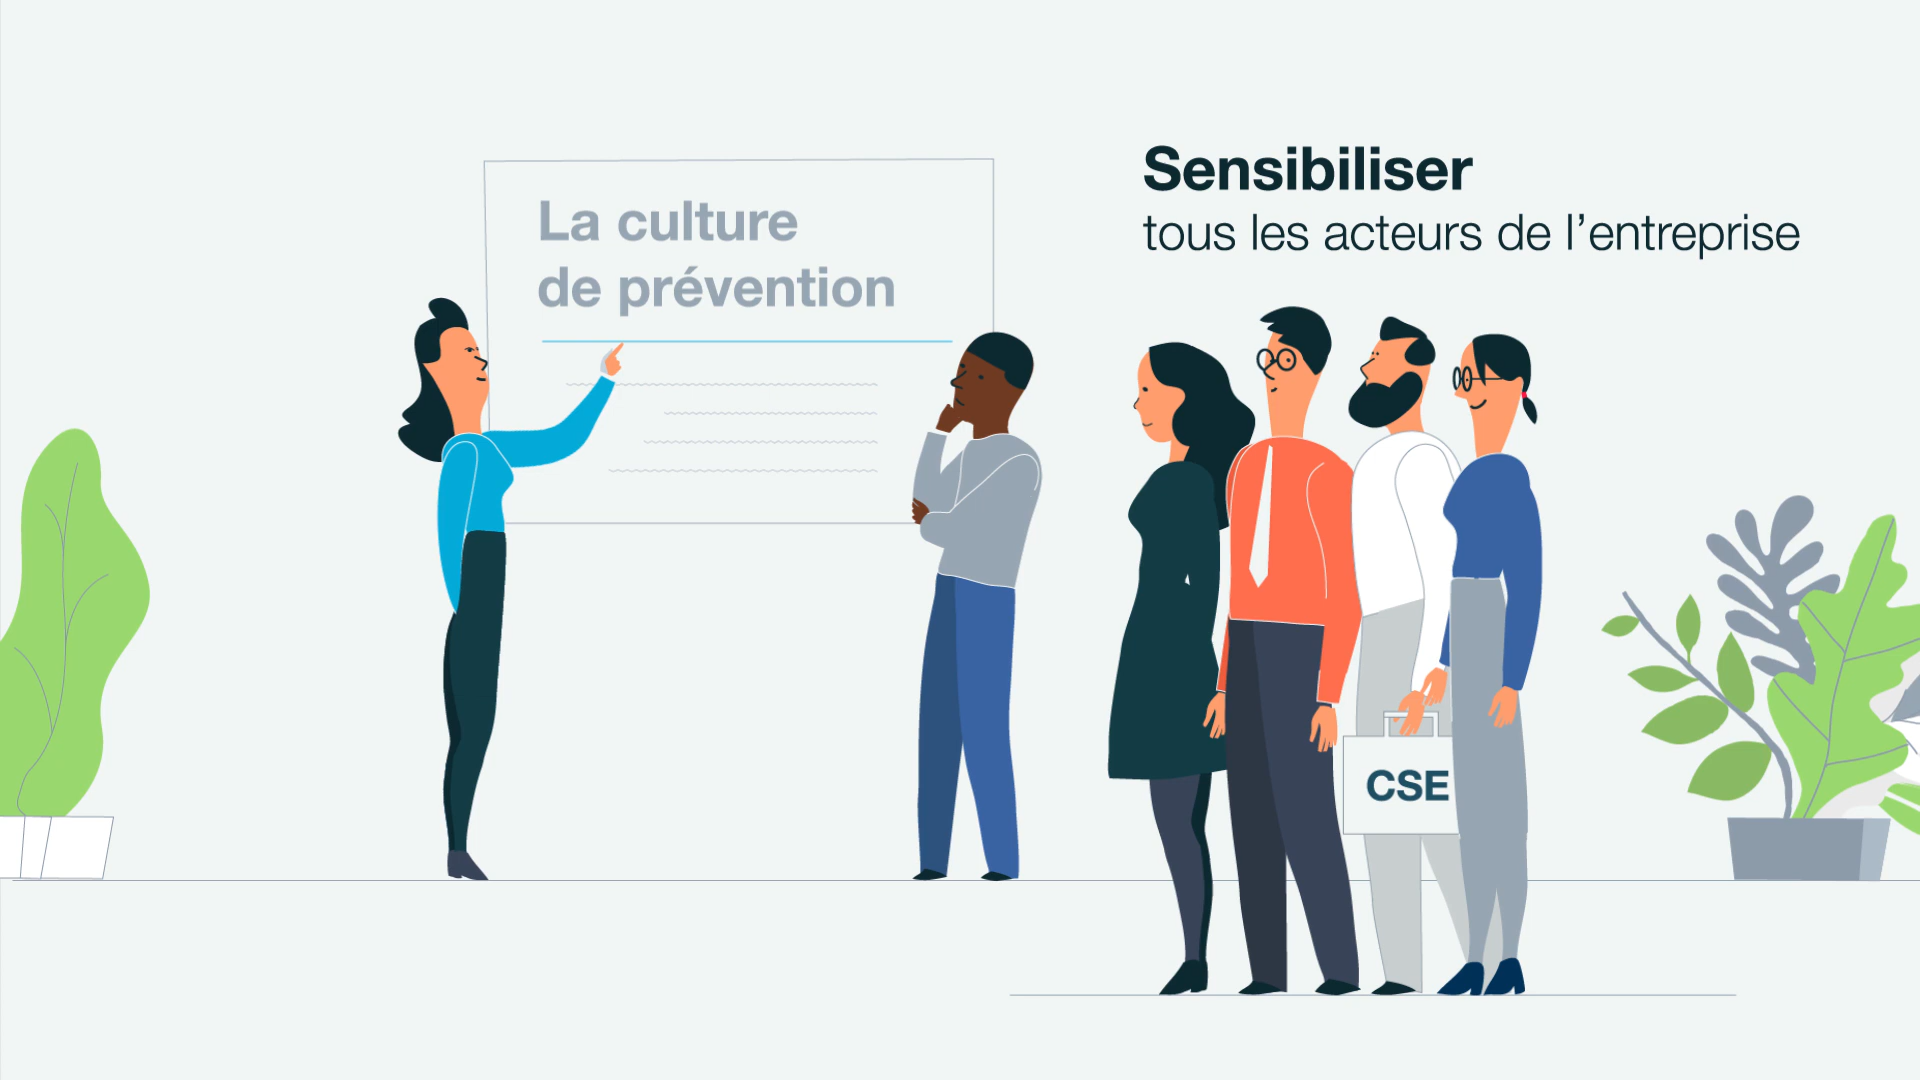 La culture
de prévention
Sensibiliser
tous les acteurs de l’entreprise
CSE